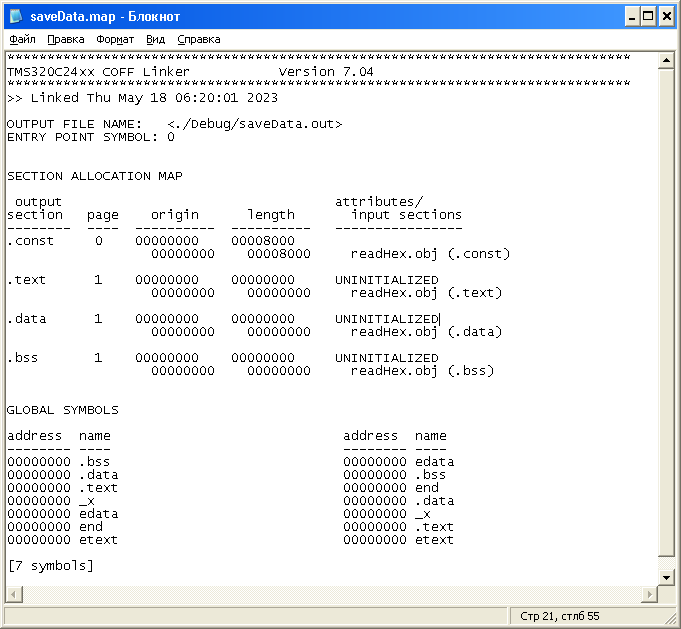 saveData.map - Блокнот
Файл Правка Формат Вид Справка
******************************************************************************
TMS320C24xx COFF Linker           Version 7.04
******************************************************************************
>> Linked Thu May 18 06:20:01 2023

OUTPUT FILE NAME:   <./Debug/saveData.out>
ENTRY POINT SYMBOL: 0


SECTION ALLOCATION MAP

 output                                  attributes/
section   page    origin      length       input sections
--------  ----  ----------  ----------   ----------------
.const     0    00000000    00008000
                  00000000    00008000     readHex.obj (.const)

.text      1    00000000    00000000     UNINITIALIZED
                  00000000    00000000     readHex.obj (.text)

.data      1    00000000    00000000     UNINITIALIZED
                  00000000    00000000     readHex.obj (.data)

.bss       1    00000000    00000000     UNINITIALIZED
                  00000000    00000000     readHex.obj (.bss)


GLOBAL SYMBOLS

address  name                             address  name
-------- ----                             -------- ----
00000000 .bss                             00000000 edata
00000000 .data                            00000000 .bss
00000000 .text                            00000000 end
00000000 _x                               00000000 .data
00000000 edata                            00000000 _x
00000000 end                              00000000 .text
00000000 etext                            00000000 etext

[7 symbols]
Стр 21, стлб 55